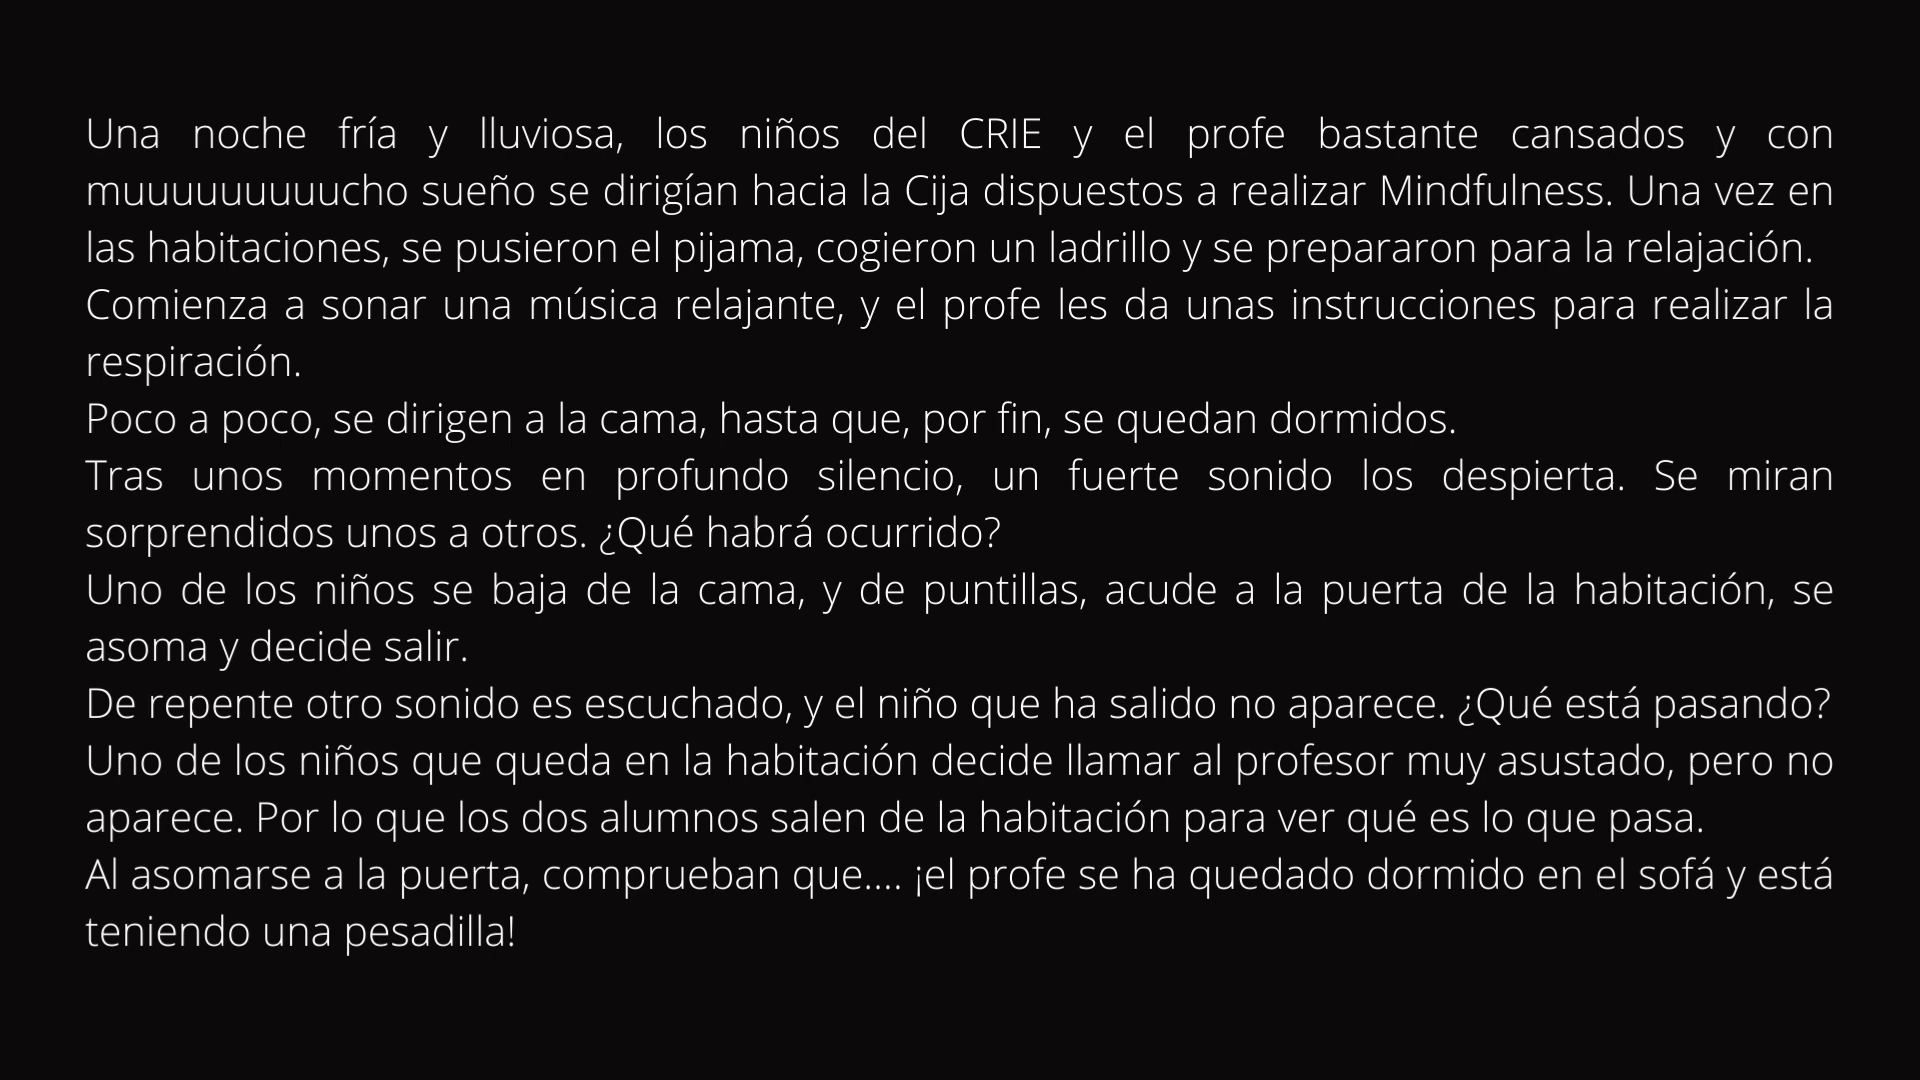 Una noche fría y lluviosa, los niños del CRIE y el profe bastante cansados y con
muuuuuuuuucho sueño se dirigían hacia la Cija dispuestos a realizar Mindfulness. Una vez en
las habitaciones, se pusieron el pijama, cogieron un ladrillo y se prepararon para la relajación.
Comienza a sonar una música relajante, y el profe les da unas instrucciones para realizar la
respiración.
Poco a poco, se dirigen a la cama, hasta que, por fin, se quedan dormidos.
Tras unos momentos en profundo silencio, un fuerte sonido los despierta. Se miran
sorprendidos unos a otros. ¿Qué habrá ocurrido?
Uno de los niños se baja de la cama, y de puntillas, acude a la puerta de la habitación, se
asoma y decide salir.
De repente otro sonido es escuchado, y el niño que ha salido no aparece. ¿Qué está pasando?
Uno de los niños que queda en la habitación decide llamar al profesor muy asustado, pero no
aparece. Por lo que los dos alumnos salen de la habitación para ver qué es lo que pasa.
Al asomarse a la puerta, comprueban que.... ¡el profe se ha quedado dormido en el sofá y está
teniendo una pesadilla!